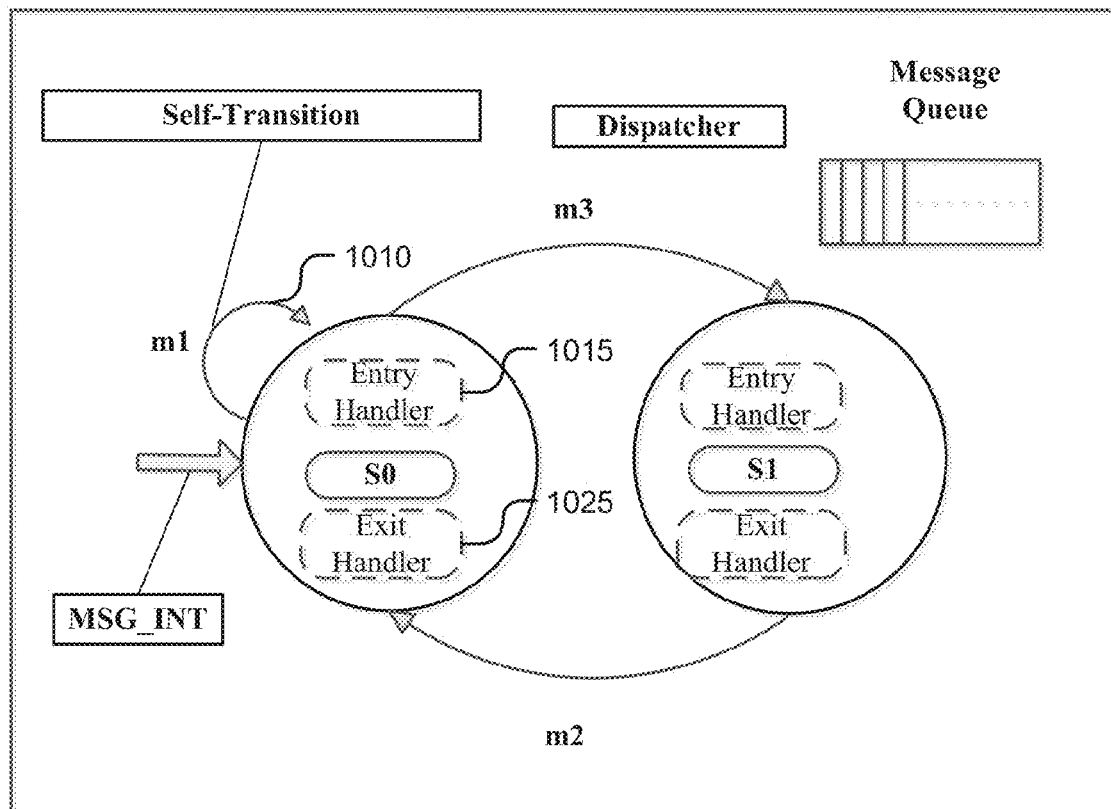 Message
Queue
Self-Transition
Dispatcher
m3
1010
m1
1015
Entry
Handler
Entry
Handler
S0
S1
1025
Exit
Handler
Exit
Handler
MSG_INT
m2